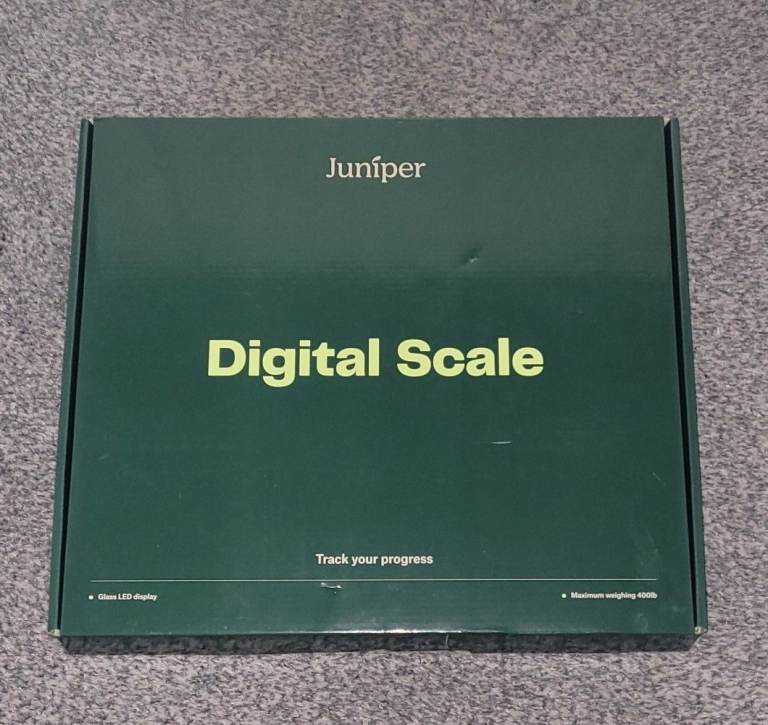 Juniper
Digital Scale
Track your progress
Glass LED display
Maximum weighing 400lb